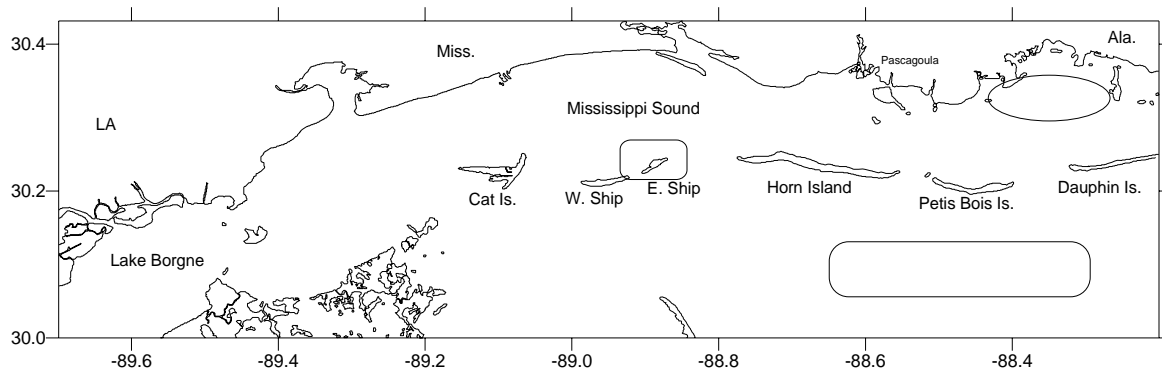 30.4
Miss.
Ala.
Pascagoula
Mississippi Sound
LA
30.2
Cat Is.
W. Ship
E. Ship
Horn Island
Petis Bois Is.
Dauphin Is.
Lake Borgne
30.0
-89.6 -89.4 -89.2 -89.0 -88.8 -88.6 -88.4